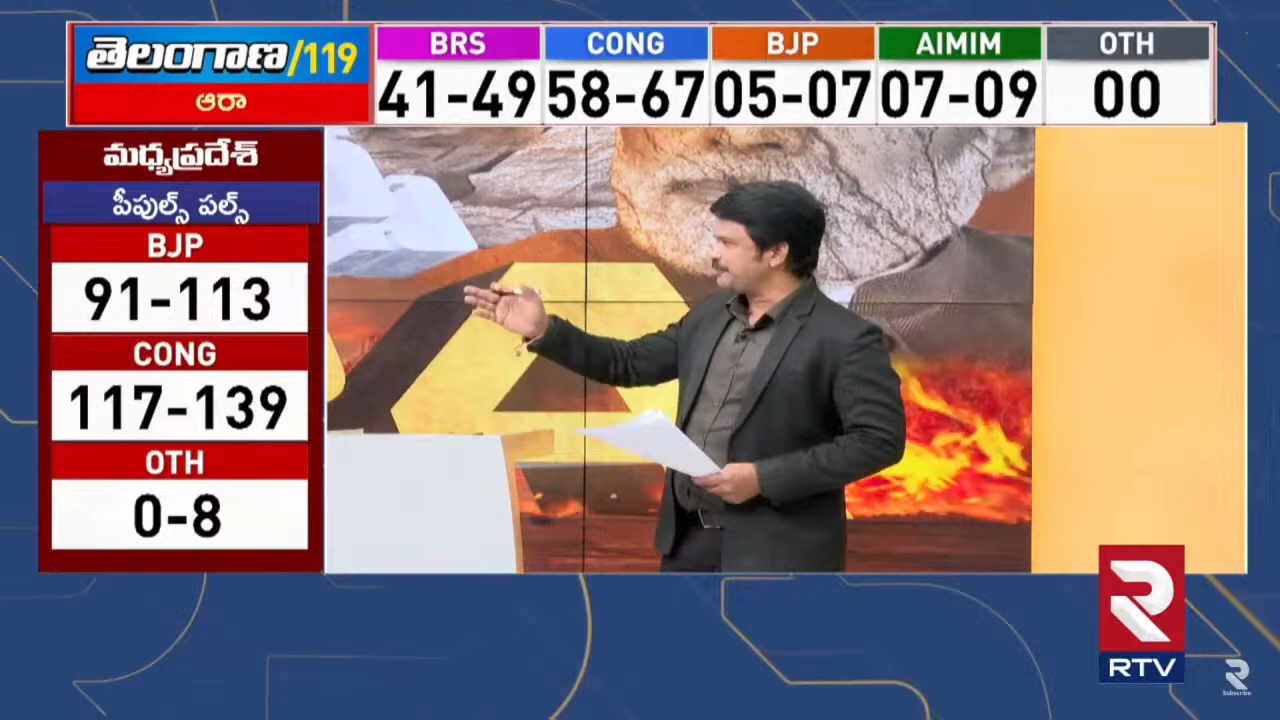 తెలంగాణ/119
ఆరా
BRS
41-49
CONG
58-67
BJP
05-07
AIMIM
07-09
OTH
00
మధ్యప్రదేశ్
పీపుల్స్ పల్స్
BJP
91-113
CONG
117-139
OTH
0-8
RTV
Subscribe